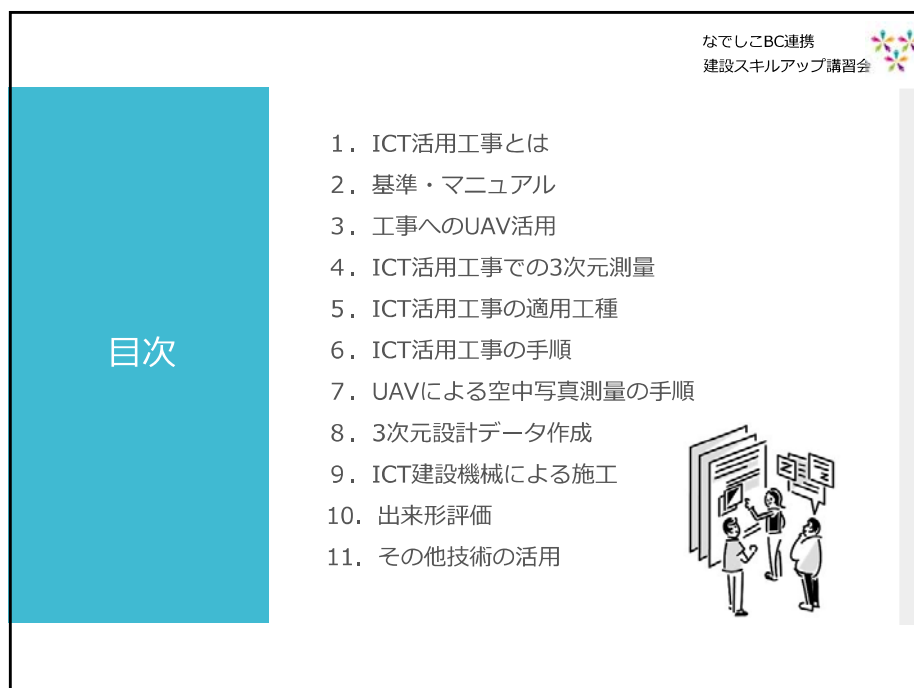 なでしこBC連携
建設スキルアップ講習会
目次
1．ICT活用工事とは
2．基準・マニュアル
3．工事へのUAV活用
4．ICT活用工事での3次元測量
5．ICT活用工事の適用工種
6．ICT活用工事の手順
7．UAVによる空中写真測量の手順
8．3次元設計データ作成
9．ICT建設機械による施工
10．出来形評価
11．その他技術の活用